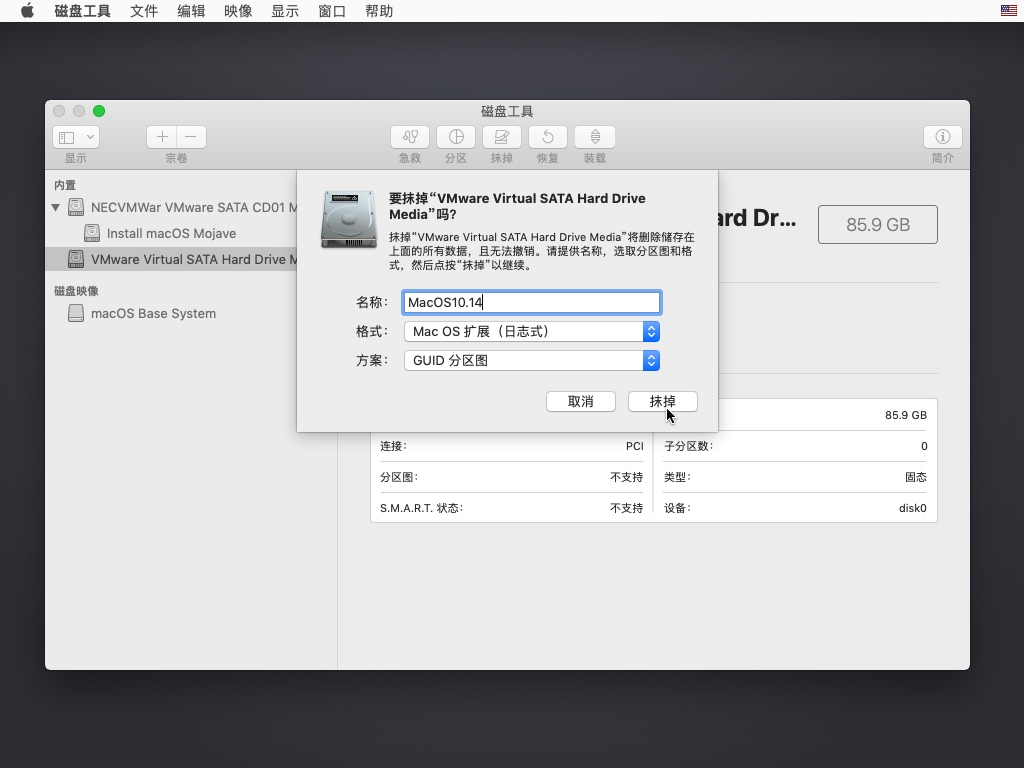 磁盘工具 文件 编辑 映像 显示 窗口 帮助
磁盘工具
显示 宗卷 急救 分区 抹掉 恢复 装载 简介
内置
NECVMWar VMware SATA CD01 M
Install macOS Mojave
VMware Virtual SATA Hard Drive M
磁盘映像
macOS Base System
ard Dr...
85.9 GB
要抹掉“VMware Virtual SATA Hard Drive
Media”吗?
抹掉“VMware Virtual SATA Hard Drive Media”将删除储存在
上面的所有数据，且无法撤销。请提供名称，选取分区图和格
式，然后点按“抹掉”以继续。
名称： MacOS10.14
格式： Mac OS 扩展（日志式）
方案： GUID 分区图
取消 抹掉
85.9 GB
连接： PCI 子分区数： 0
分区图： 不支持 类型： 固态
S.M.A.R.T. 状态： 不支持 设备： disk0